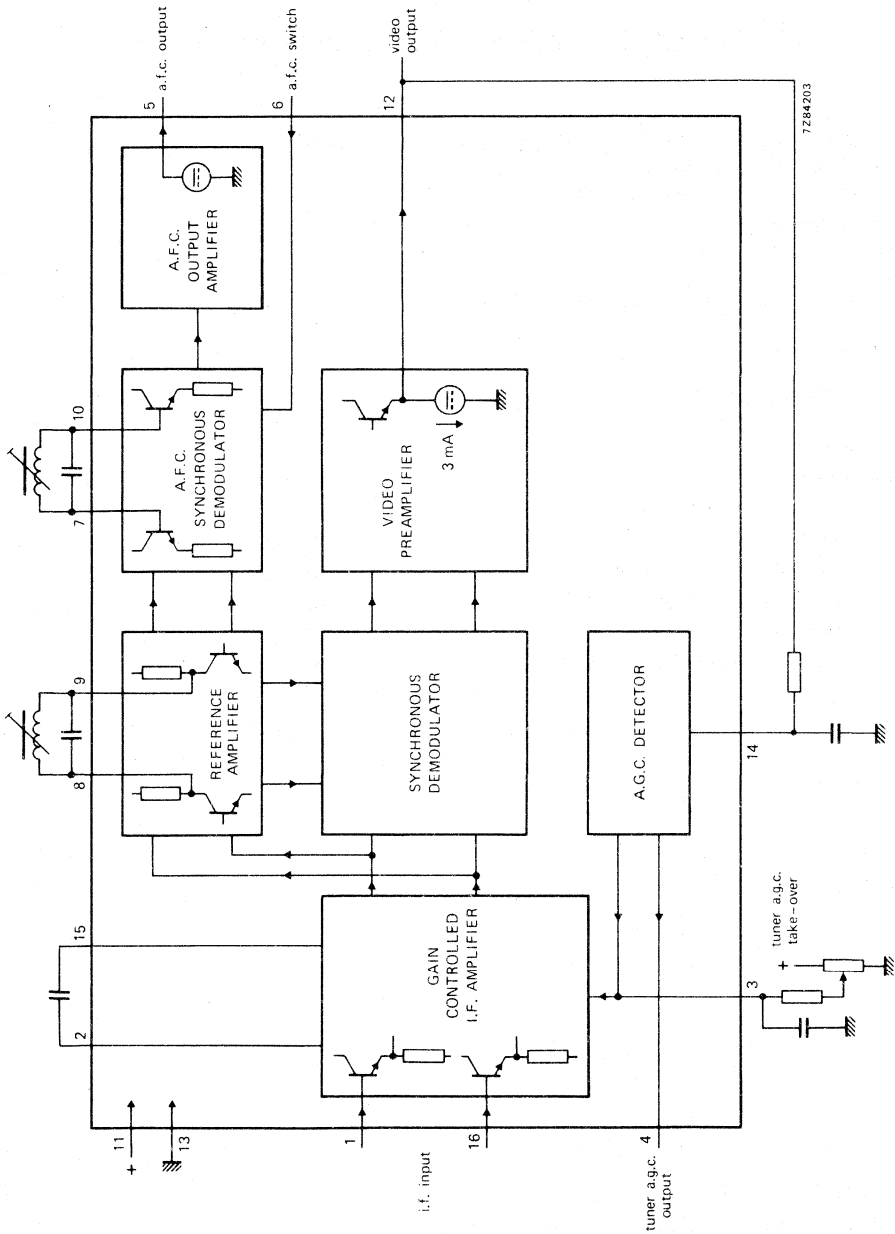 2
15
8
9
7
10
11
+
13
A.F.C.
SYNCHRONOUS
DEMODULATOR
A.F.C.
OUTPUT
AMPLIFIER
5
a.f.c. output
6
a.f.c. switch
REFERENCE
AMPLIFIER
1
i.f. input
16
GAIN
CONTROLLED
I.F. AMPLIFIER
SYNCHRONOUS
DEMODULATOR
VIDEO
PREAMPLIFIER
3 mA
12
video
output
4
tuner a.g.c.
output
A.G.C. DETECTOR
3
tuner a.g.c.
take-over
+
14
7Z84203